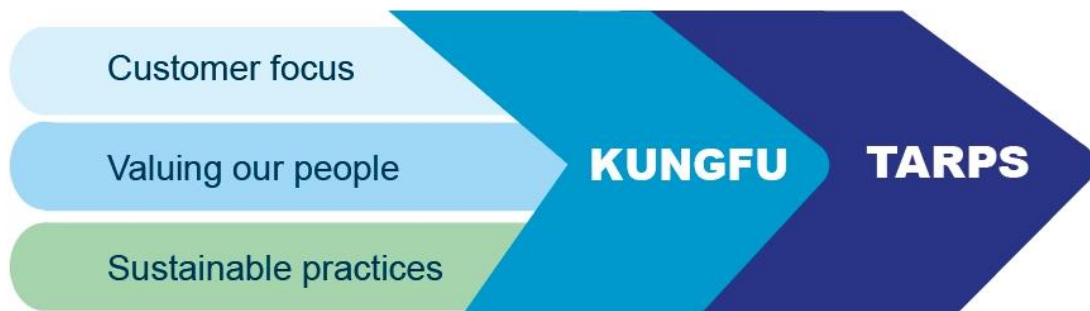 Customer focus
Valuing our people
Sustainable practices
KUNGFU
TARPS